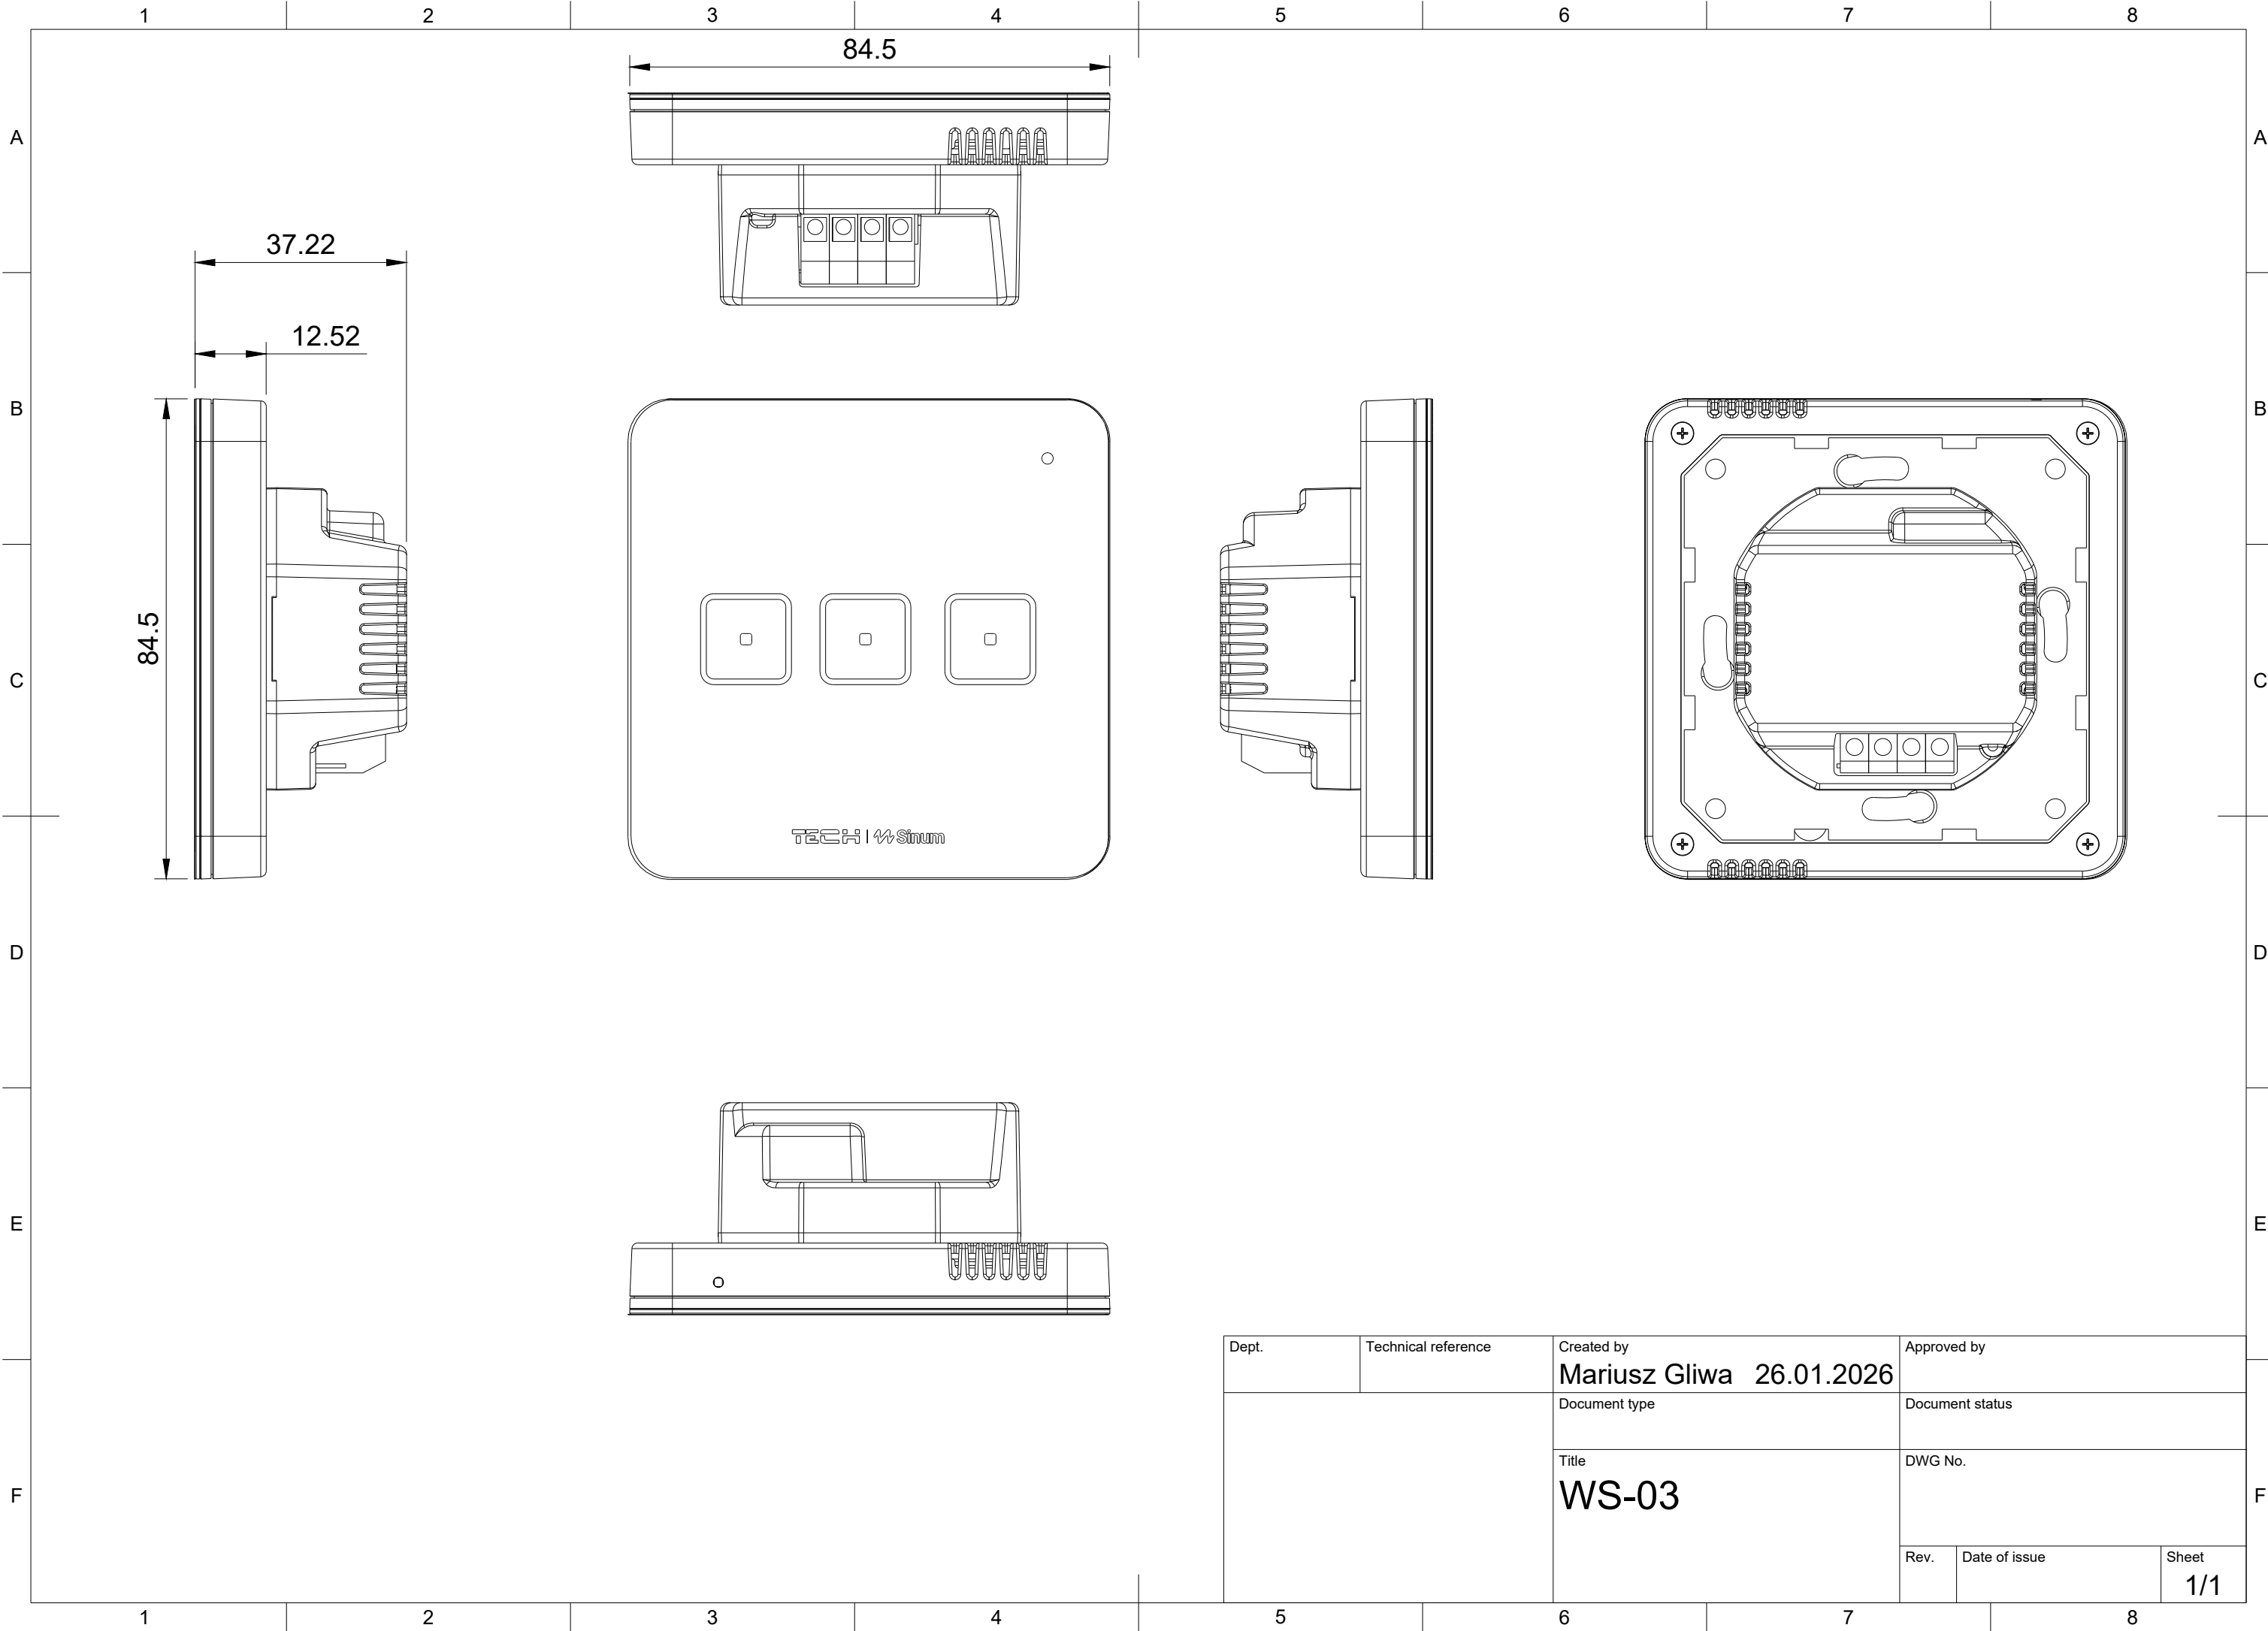 1 2 3 4 5 6 7 8
84.5
A A
37.22
12.52
B B
84.5
C C
TECH | Sinum
D D
E E
Dept. Technical reference Created by Approved by
Mariusz Gliwa 26.01.2026
Document type Document status
Title DWG No.
WS-03
F F
Rev. Date of issue Sheet
1/1
1 2 3 4 5 6 7 8